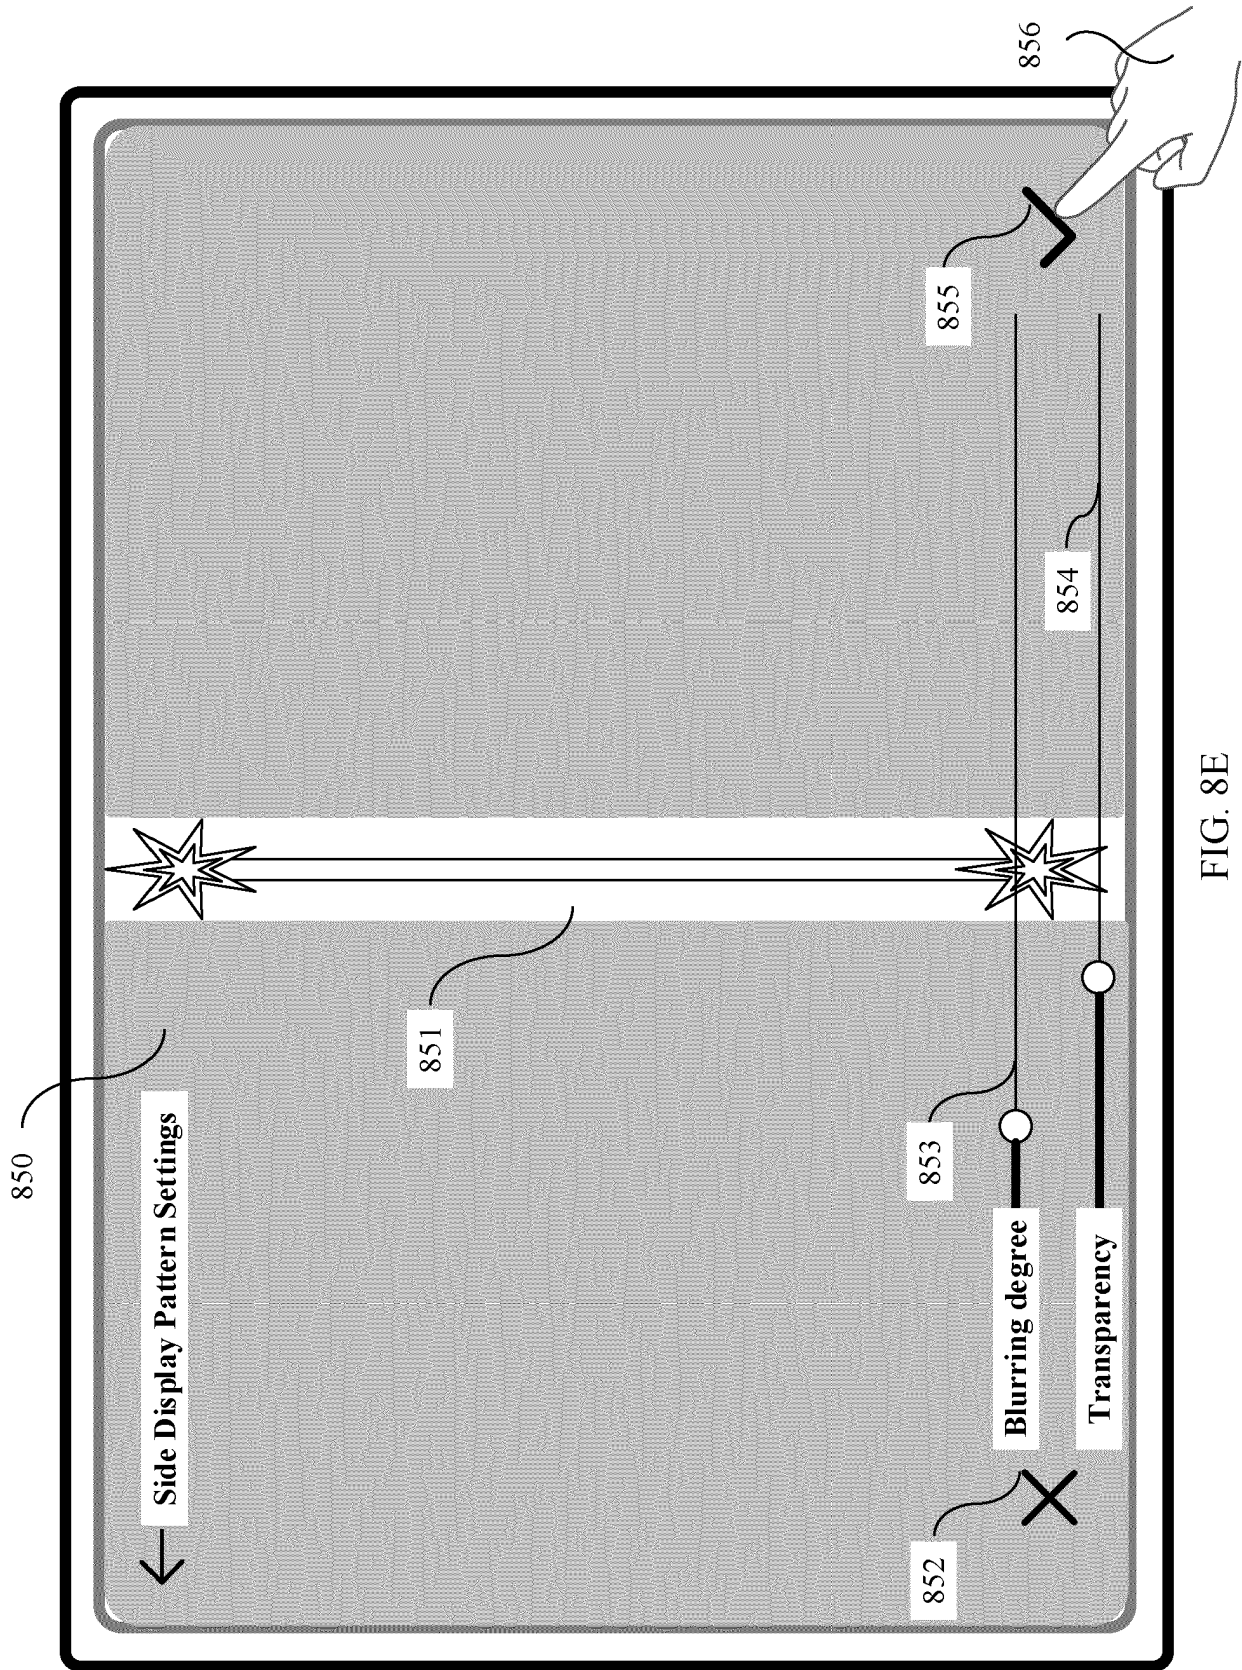 850
Side Display Pattern Settings
851
852
853
Blurring degree
854
Transparency
855
856
FIG. 8E